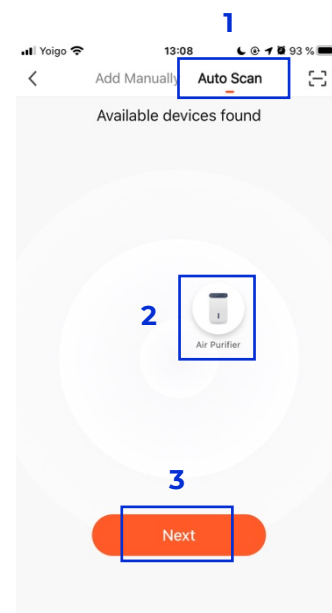 1
Yoigo 13:08 93 %
Add Manually Auto Scan
Available devices found
2
Air Purifier
3
Next